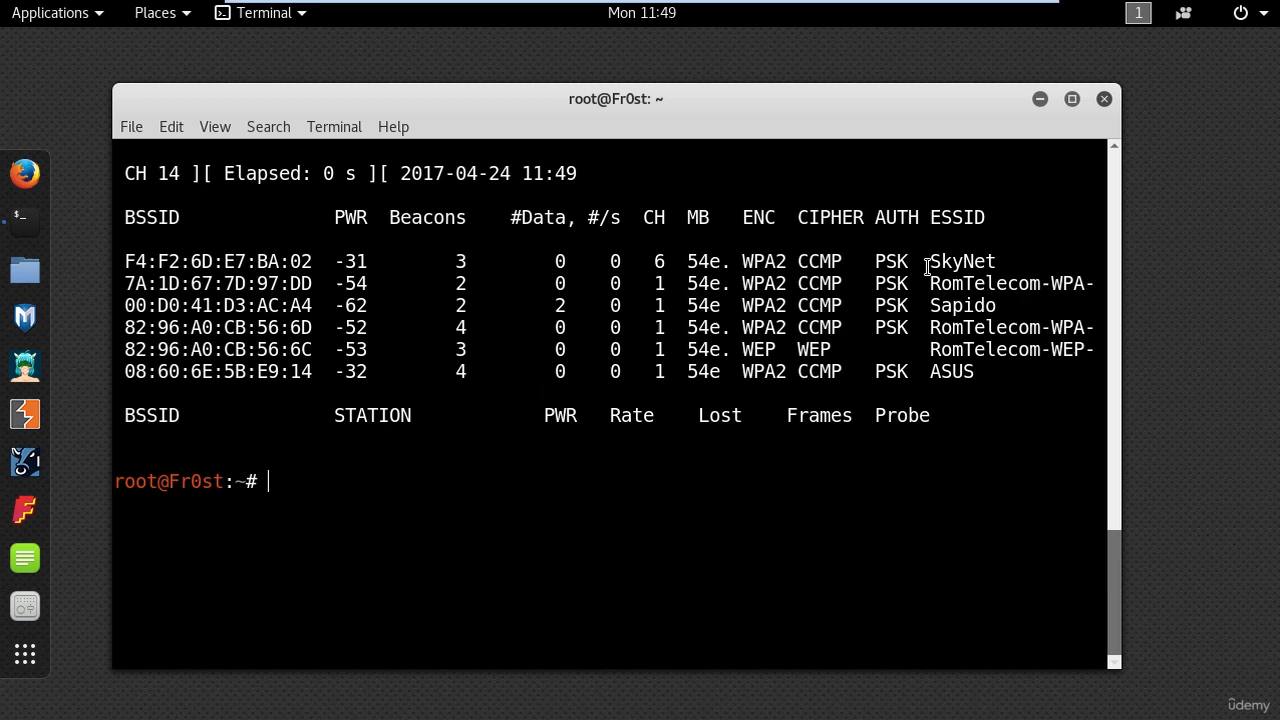 Applications Places Terminal Mon 11:49 1
root@Fr0st: ~
File Edit View Search Terminal Help
CH 14 ][ Elapsed: 0 s ][ 2017-04-24 11:49
BSSID PWR Beacons #Data, #/s CH MB ENC CIPHER AUTH ESSID
F4:F2:6D:E7:BA:02 -31 3 0 0 6 54e. WPA2 CCMP PSK SkyNet
7A:1D:67:7D:97:DD -54 2 0 0 1 54e. WPA2 CCMP PSK RomTelecom-WPA-
00:D0:41:D3:AC:A4 -62 2 2 0 1 54e WPA2 CCMP PSK Sapido
82:96:A0:CB:56:6D -52 4 0 0 1 54e. WPA2 CCMP PSK RomTelecom-WPA-
82:96:A0:CB:56:6C -53 3 0 0 1 54e. WEP WEP RomTelecom-WEP-
08:60:6E:5B:E9:14 -32 4 0 0 1 54e WPA2 CCMP PSK ASUS
BSSID STATION PWR Rate Lost Frames Probe
root@Fr0st:~#
udemy